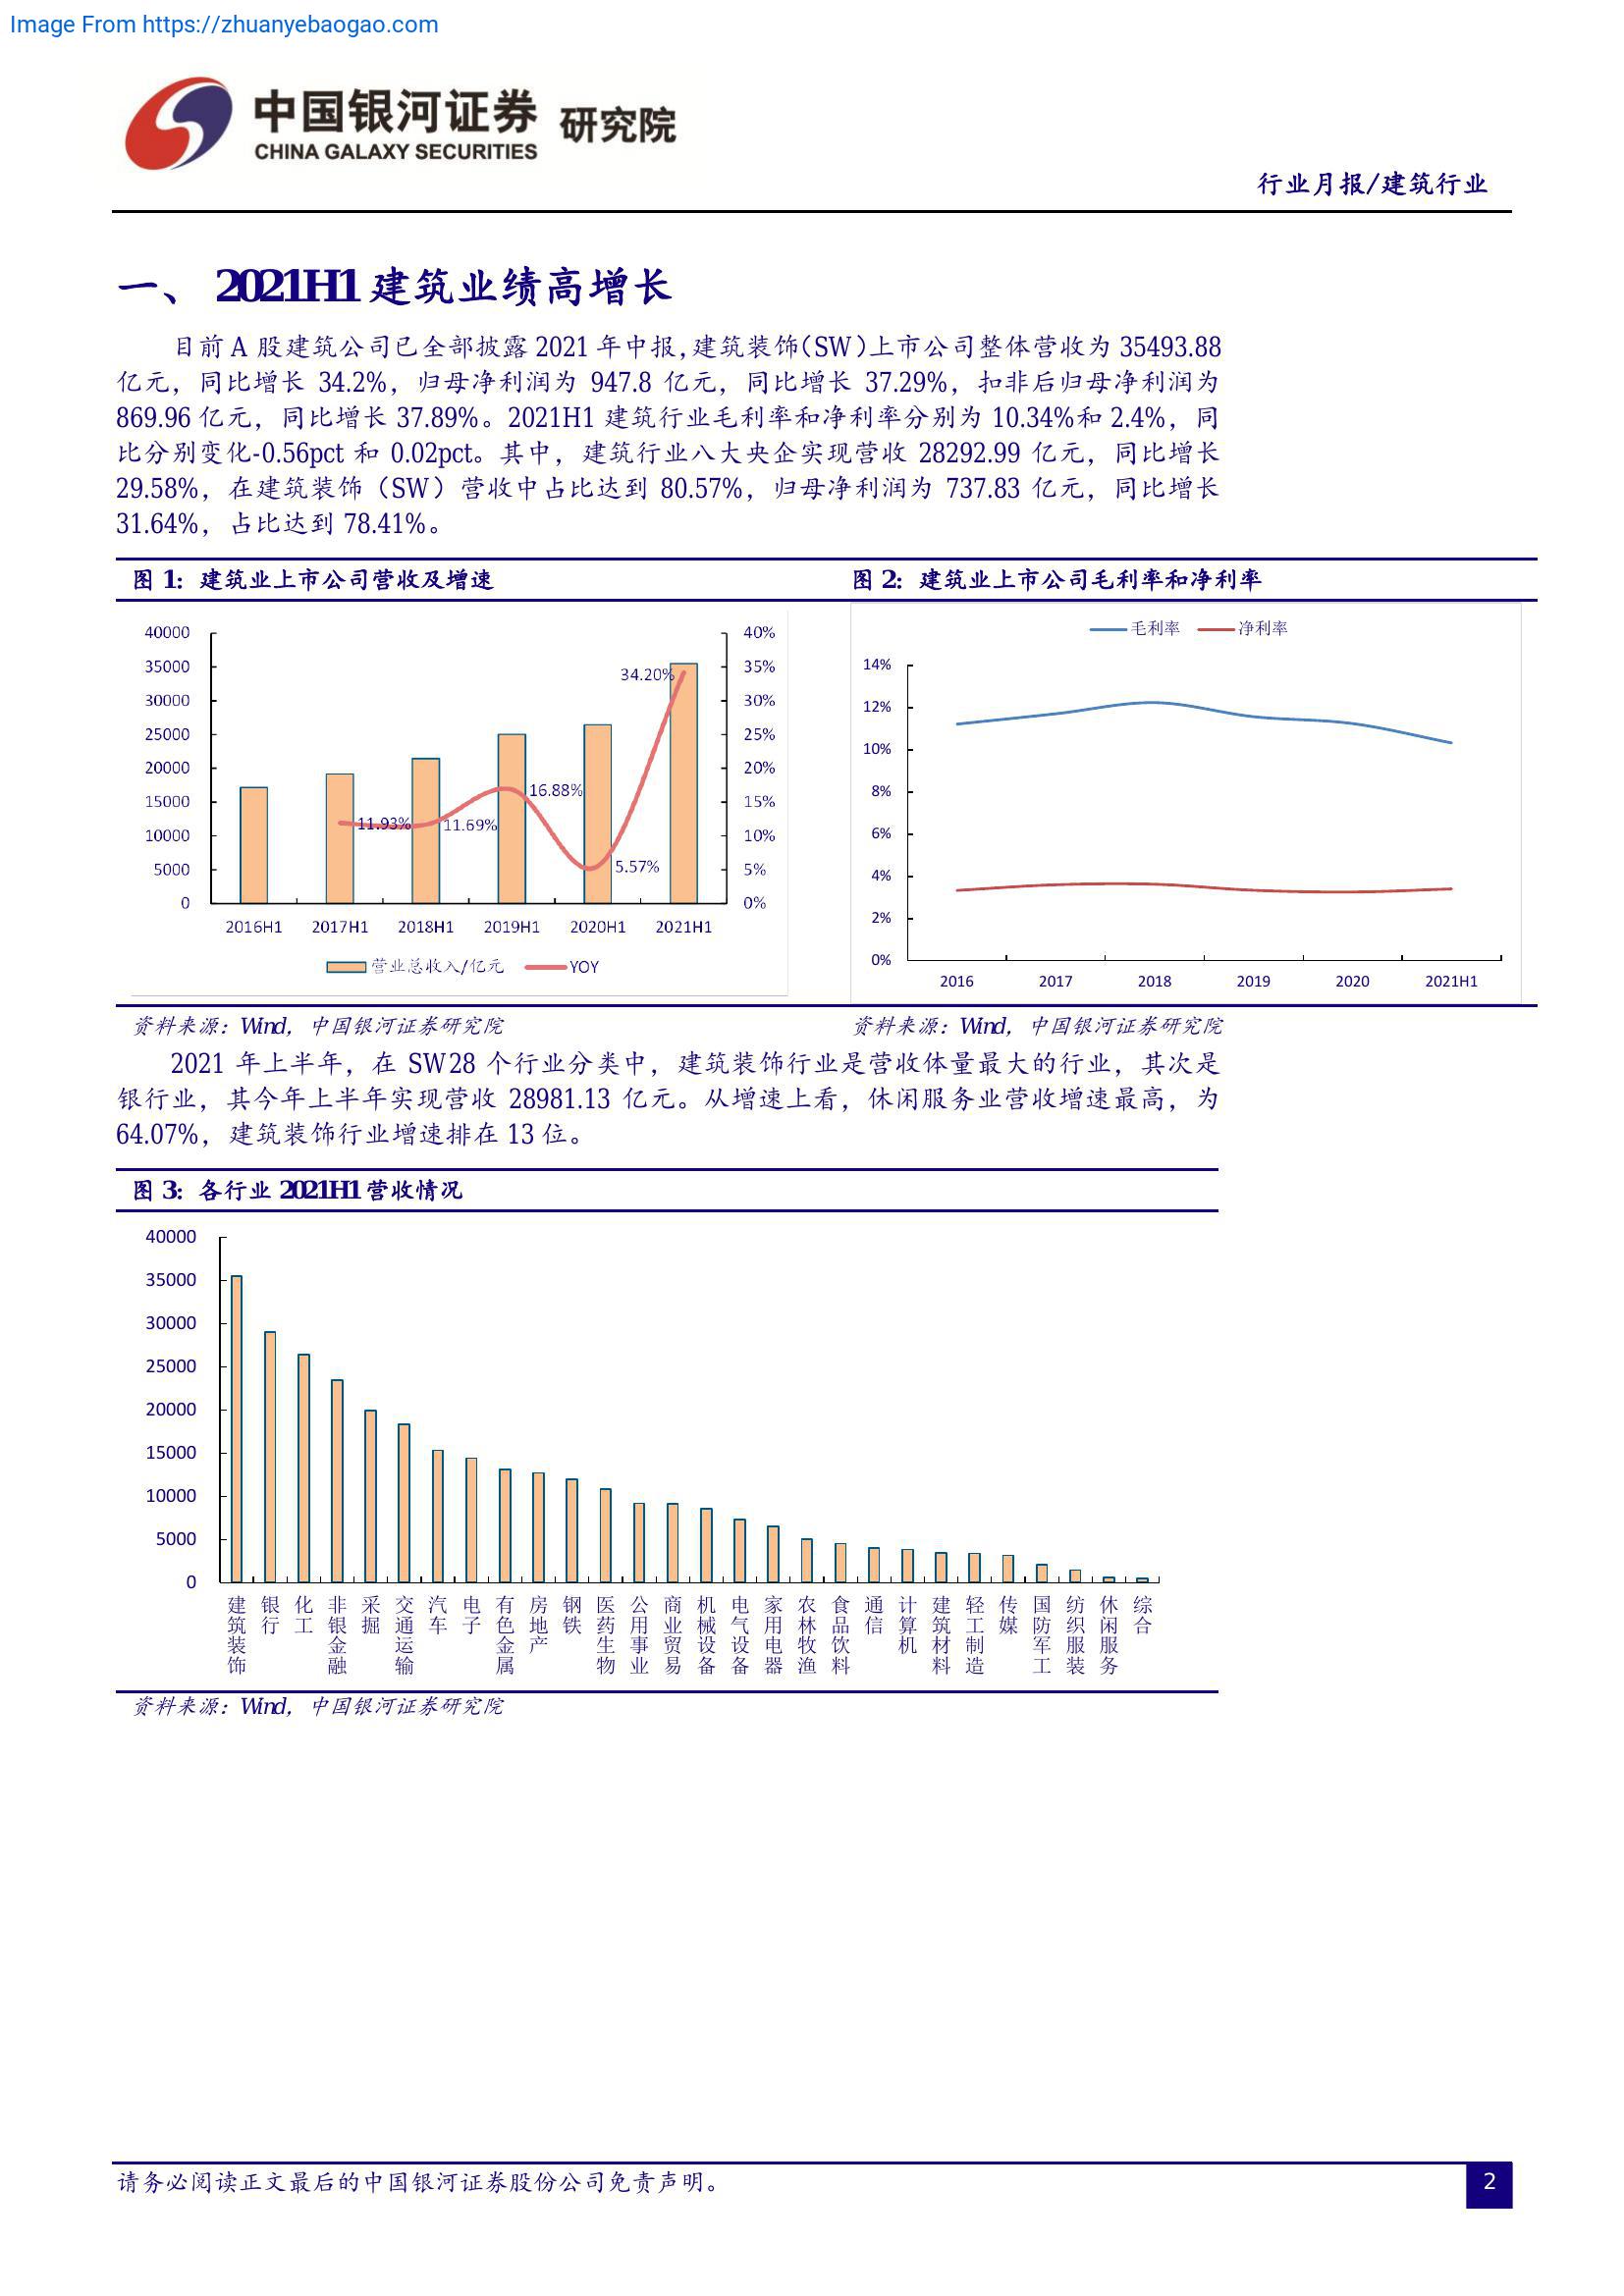 Image From https://zhuanyebaogao.com
中国银河证券 研究院
CHINA GALAXY SECURITIES
行业月报/建筑行业
一、 2021H1 建筑业绩高增长
目前 A 股建筑公司已全部披露 2021 年中报,建筑装饰(SW)上市公司整体营收为 35493.88
亿元，同比增长 34.2%，归母净利润为 947.8 亿元，同比增长 37.29%，扣非后归母净利润为
869.96 亿元，同比增长 37.89%。2021H1 建筑行业毛利率和净利率分别为 10.34%和 2.4%，同
比分别变化-0.56pct 和 0.02pct。其中，建筑行业八大央企实现营收 28292.99 亿元，同比增长
29.58%，在建筑装饰（SW）营收中占比达到 80.57%，归母净利润为 737.83 亿元，同比增长
31.64%，占比达到 78.41%。
图 1：建筑业上市公司营收及增速
40000
35000
30000
25000
20000
15000
10000
5000
0
40%
35%
30%
25%
20%
15%
10%
5%
0%
11.93%
11.69%
16.88%
5.57%
34.20%
2016H1 2017H1 2018H1 2019H1 2020H1 2021H1
营业总收入/亿元 YOY
图 2：建筑业上市公司毛利率和净利率
毛利率 净利率
14%
12%
10%
8%
6%
4%
2%
0%
2016 2017 2018 2019 2020 2021H1
资料来源：Wind，中国银河证券研究院
资料来源：Wind，中国银河证券研究院
2021 年上半年，在 SW28 个行业分类中，建筑装饰行业是营收体量最大的行业，其次是
银行业，其今年上半年实现营收 28981.13 亿元。从增速上看，休闲服务业营收增速最高，为
64.07%，建筑装饰行业增速排在 13 位。
图 3：各行业 2021H1 营收情况
40000
35000
30000
25000
20000
15000
10000
5000
0
建筑装饰
银行
化工
非银金融
采掘
交通运输
汽车
电子
有色金属
房地产
钢铁
医药生物
公用事业
商业贸易
机械设备
电气设备
家用电器
农林牧渔
食品饮料
通信
计算机
建筑材料
轻工制造
传媒
国防军工
纺织服装
休闲服务
综合
资料来源：Wind，中国银河证券研究院
请务必阅读正文最后的中国银河证券股份公司免责声明。
2